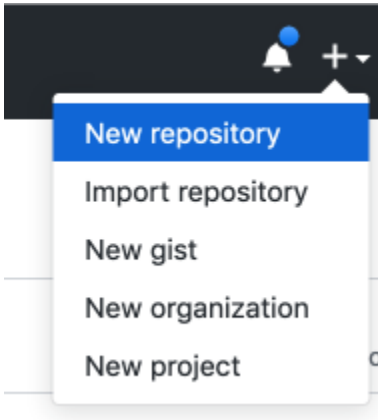 New repository
Import repository
New gist
New organization
New project